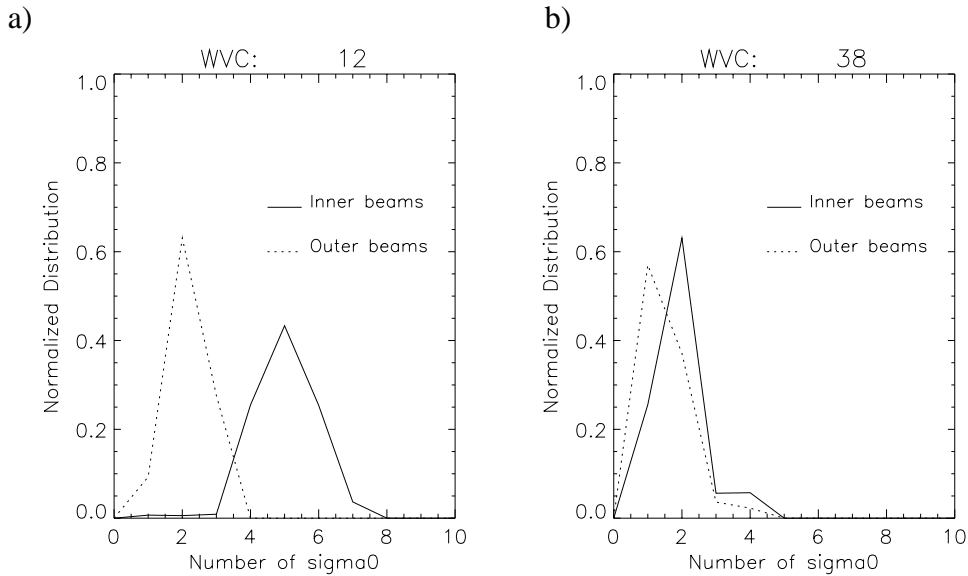 a)
WVC: 12
1.0
0.8
0.6
0.4
0.2
0.0
Normalized Distribution
Inner beams
Outer beams
0 2 4 6 8 10
Number of sigma0
b)
WVC: 38
1.0
0.8
0.6
0.4
0.2
0.0
Normalized Distribution
Inner beams
Outer beams
0 2 4 6 8 10
Number of sigma0